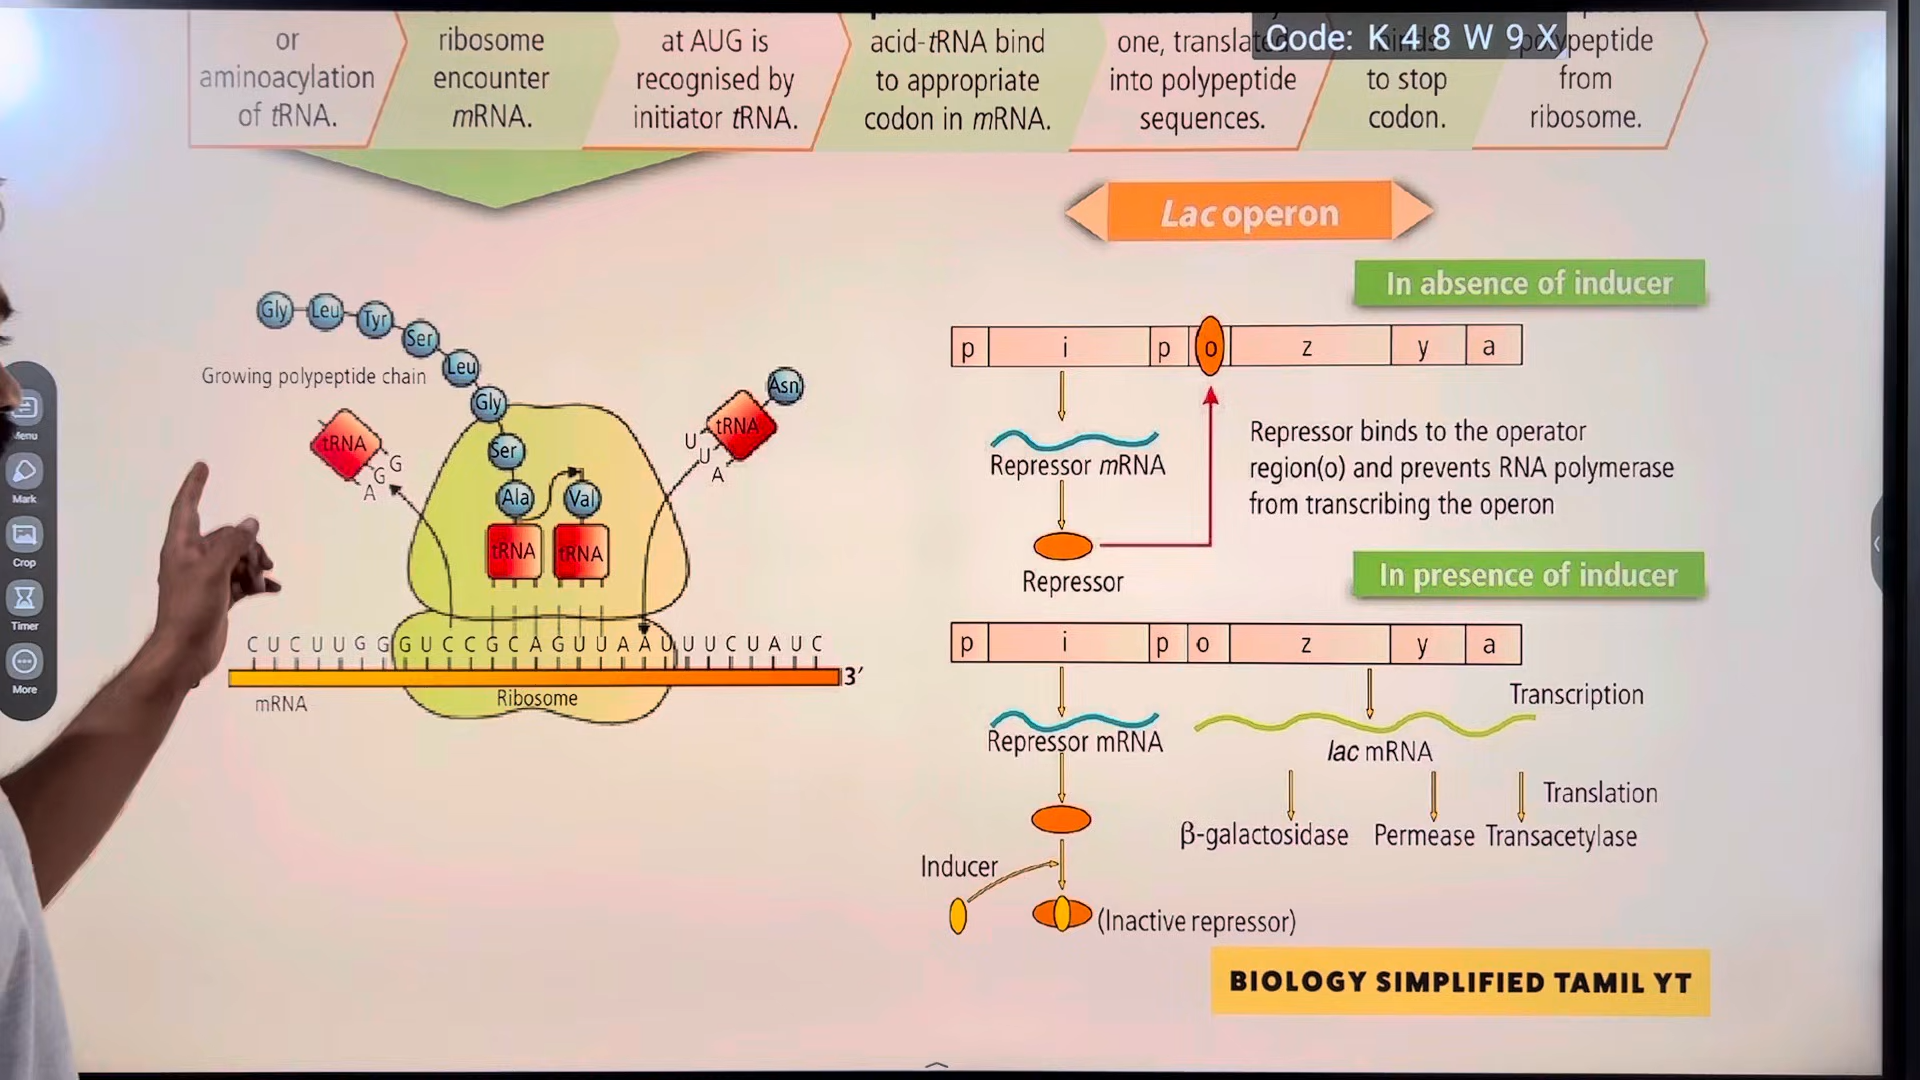 or
aminoacylation
of tRNA.
ribosome
encounter
mRNA.
at AUG is
recognised by
initiator tRNA.
acid-tRNA bind
to appropriate
codon in mRNA.
one, translated
into polypeptide
sequences.
to stop
codon.
polypeptide
from
ribosome.
Code: K48W9X
Lac operon
In absence of inducer
p i p o z y a
Repressor mRNA
Repressor
Repressor binds to the operator
region(o) and prevents RNA polymerase
from transcribing the operon
In presence of inducer
p i p o z y a
Transcription
Repressor mRNA
lac mRNA
Translation
β-galactosidase Permease Transacetylase
Inducer
(Inactive repressor)
BIOLOGY SIMPLIFIED TAMIL YT
Gly Leu Tyr Ser Leu Gly Ser Ala Val
Growing polypeptide chain
Asn
tRNA
U U A
tRNA
A G G
tRNA tRNA
C U C U U G G G U C C G C A G U U A A U U U C U A U C
3′
mRNA
Ribosome
Menu
Mark
Crop
Timer
More